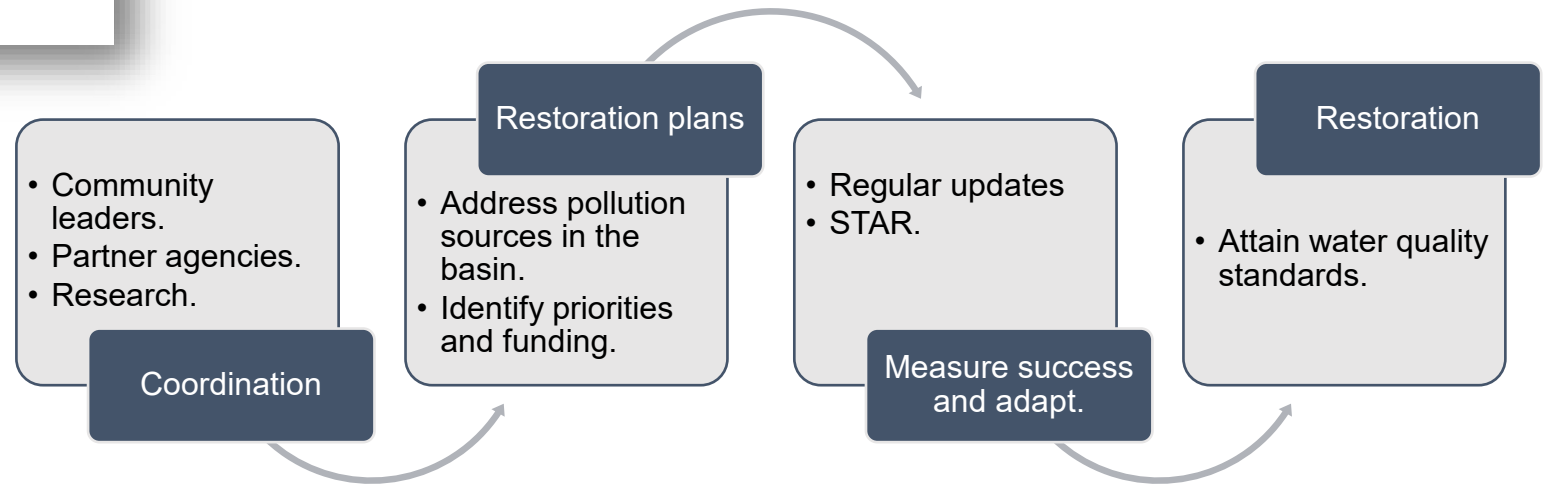 • Community
leaders.
• Partner agencies.
• Research.
Coordination
Restoration plans
• Address pollution
sources in the
basin.
• Identify priorities
and funding.
• Regular updates
• STAR.
Measure success
and adapt.
Restoration
• Attain water quality
standards.